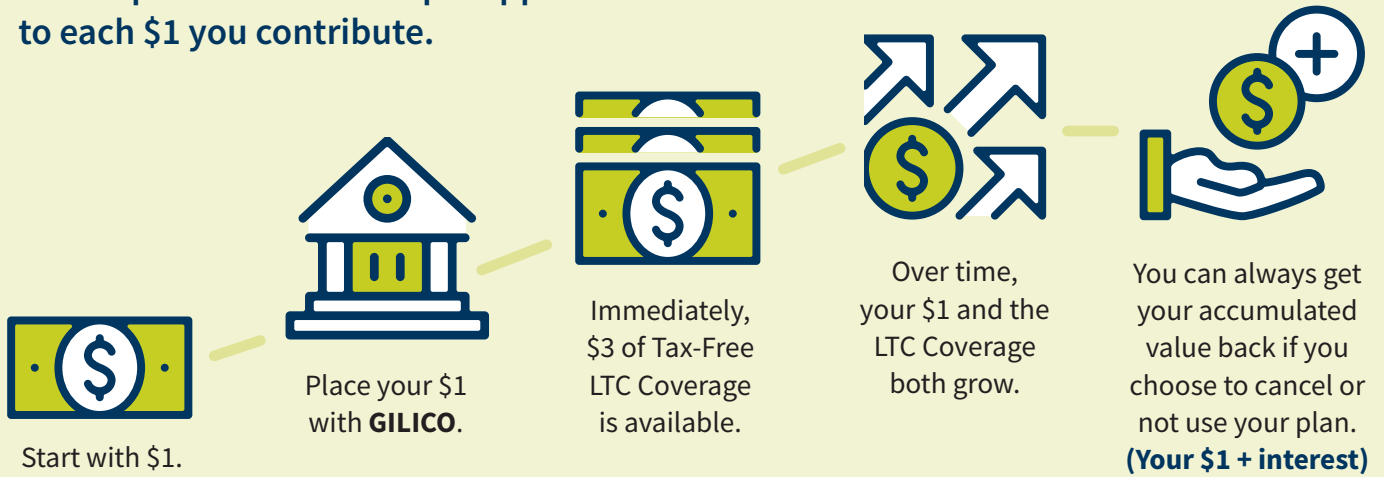 to each $1 you contribute.
Start with $1.
Place your $1
with GILICO.
Immediately,
$3 of Tax-Free
LTC Coverage
is available.
Over time,
your $1 and the
LTC Coverage
both grow.
You can always get
your accumulated
value back if you
choose to cancel or
not use your plan.
(Your $1 + interest)